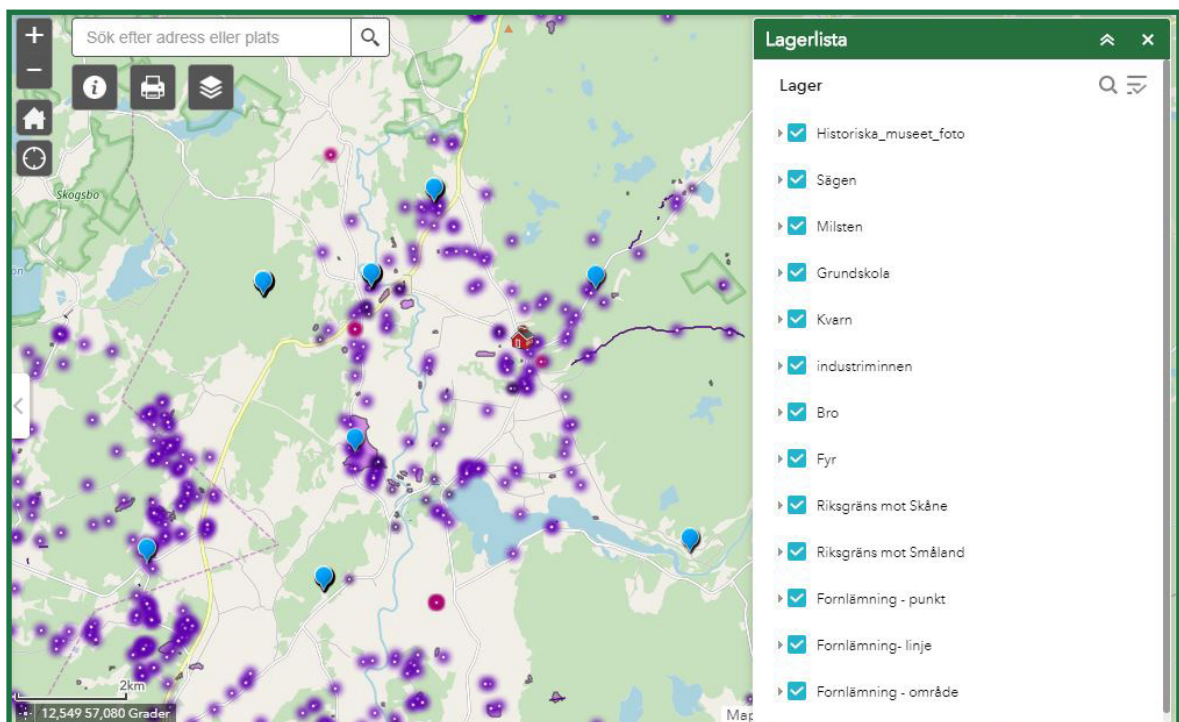 +
Sök efter adress eller plats
−
Skogsbo
2km
12,549 57,080 Grader
Map
Lagerlista
Lager
Historiska_museet_foto
Sägen
Milsten
Grundskola
Kvarn
industriminnen
Bro
Fyr
Riksgräns mot Skåne
Riksgräns mot Småland
Fornlämning - punkt
Fornlämning- linje
Fornlämning - område